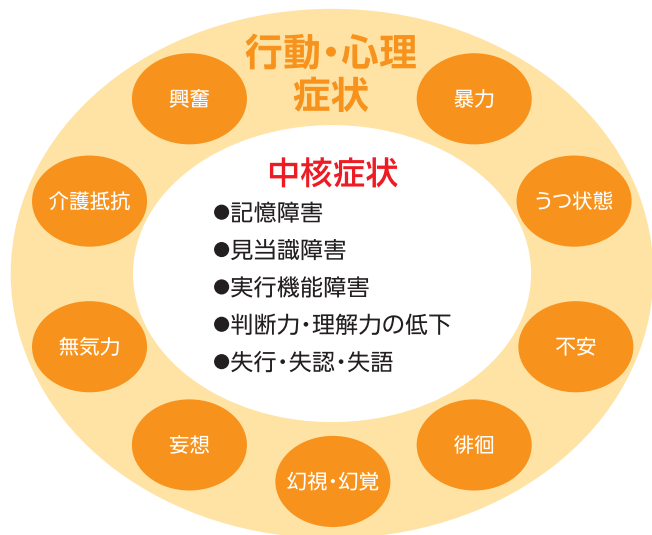 行動・心理
症状
興奮
暴力
介護抵抗
うつ状態
中核症状
●記憶障害
●見当識障害
●実行機能障害
●判断力・理解力の低下
●失行・失認・失語
無気力
不安
妄想
徘徊
幻視・幻覚